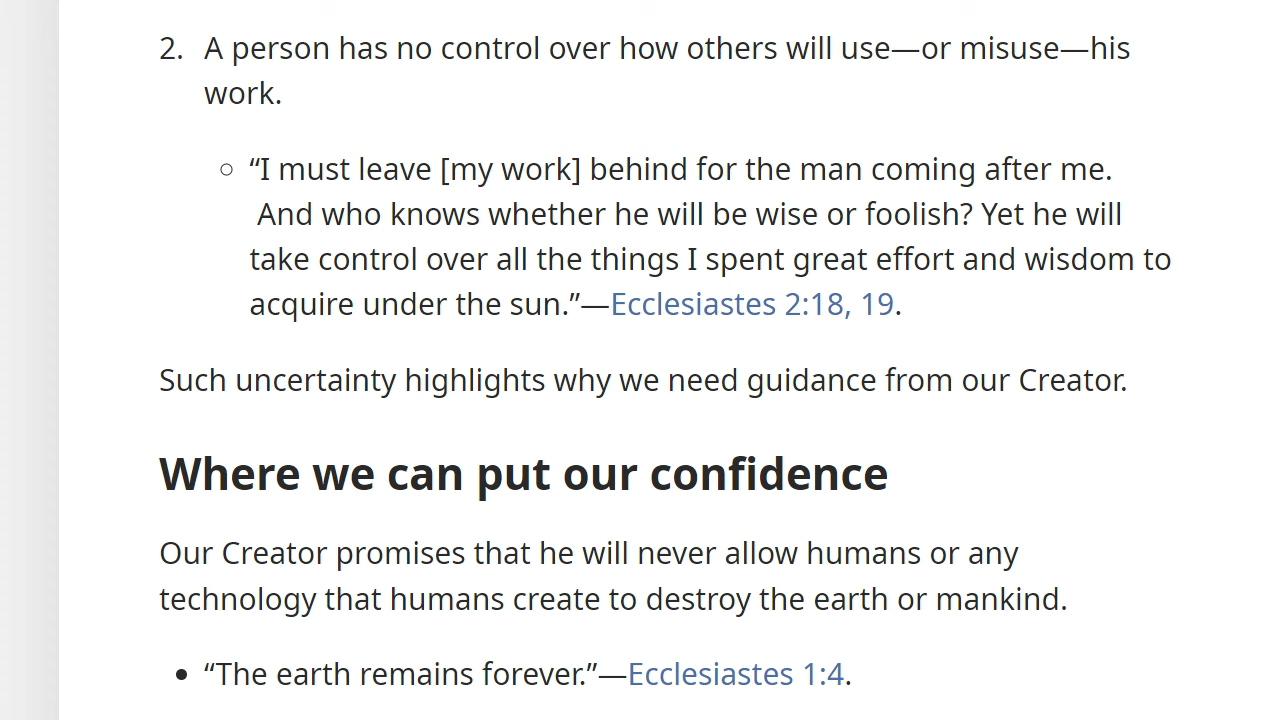 2. A person has no control over how others will use—or misuse—his
work.
○ “I must leave [my work] behind for the man coming after me.
And who knows whether he will be wise or foolish? Yet he will
take control over all the things I spent great effort and wisdom to
acquire under the sun.”—Ecclesiastes 2:18, 19.
Such uncertainty highlights why we need guidance from our Creator.
Where we can put our confidence
Our Creator promises that he will never allow humans or any
technology that humans create to destroy the earth or mankind.
• “The earth remains forever.”—Ecclesiastes 1:4.